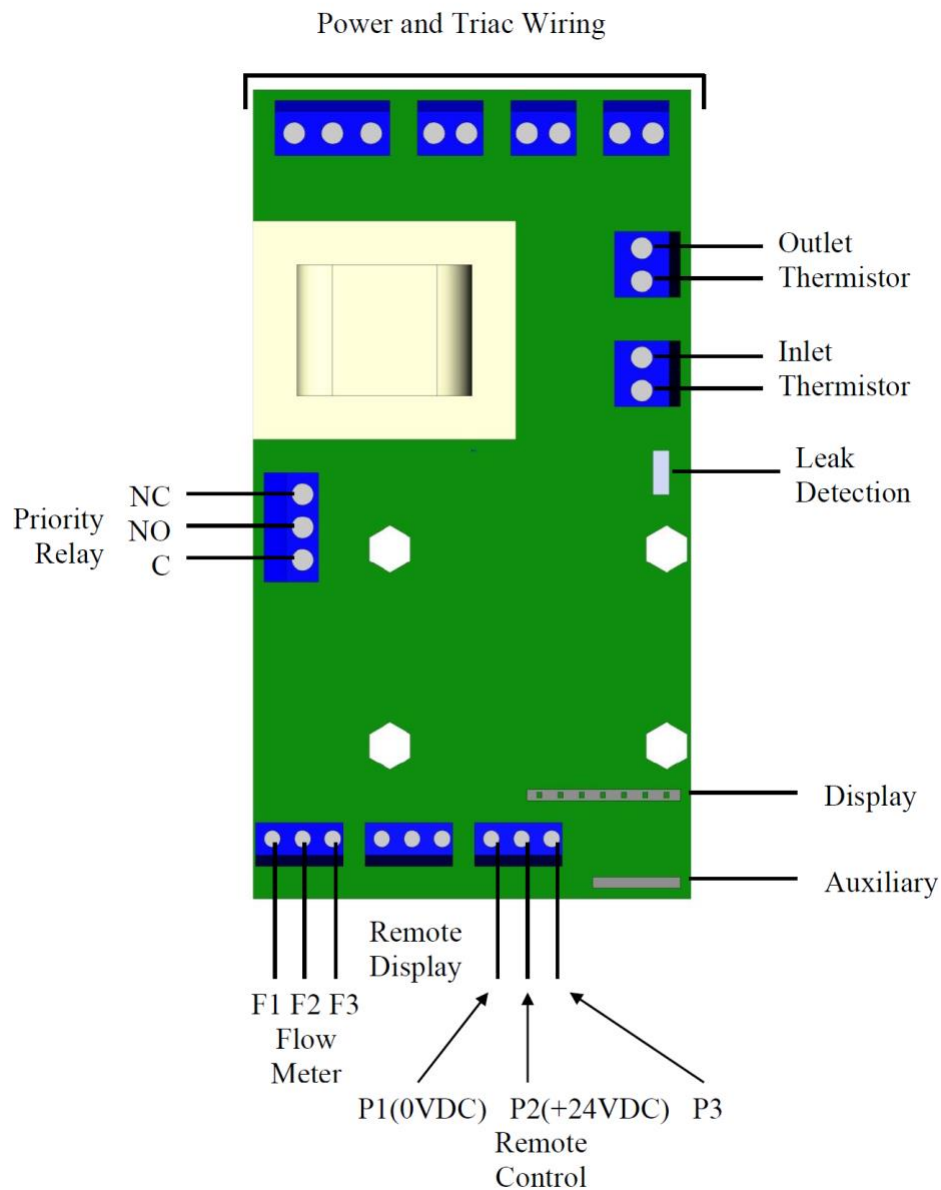 Power and Triac Wiring
Outlet
Thermistor
Inlet
Thermistor
Leak
Detection
NC
Priority NO
Relay
C
Display
Auxiliary
Remote
Display
F1 F2 F3
Flow
Meter
P1(0VDC) P2(+24VDC) P3
Remote
Control